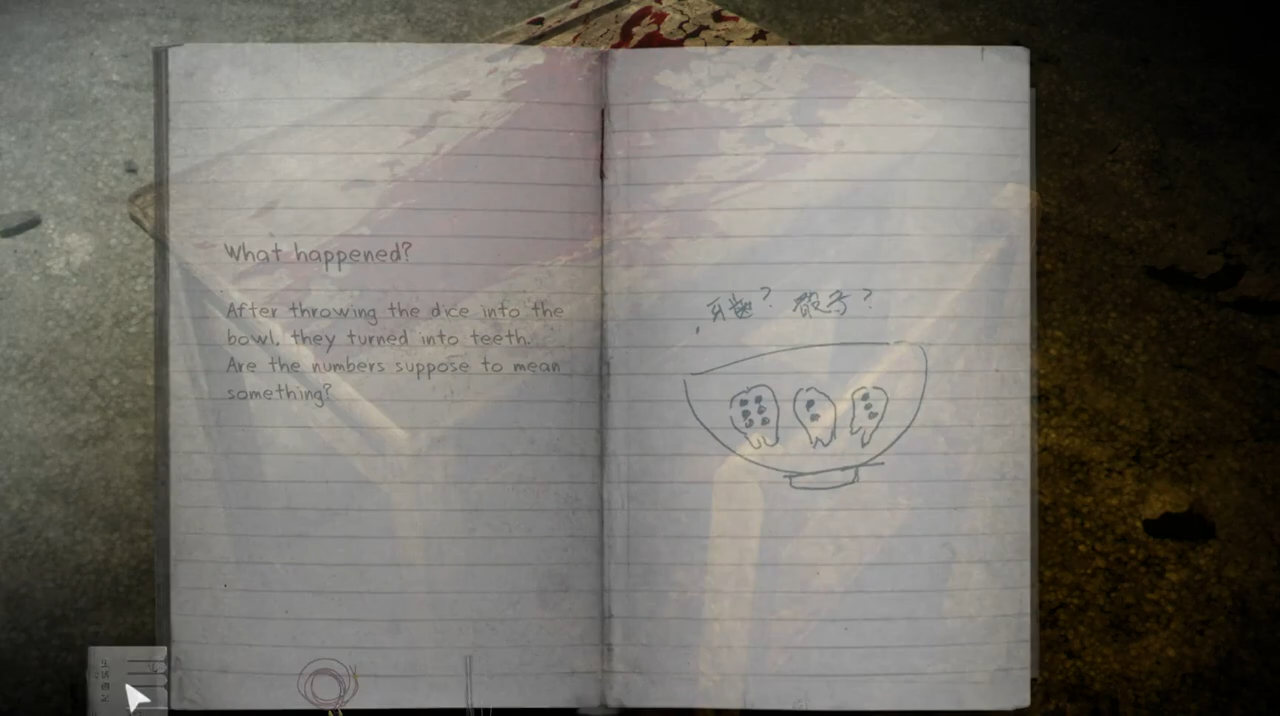 What happened?
After throwing the dice into the
bowl, they turned into teeth.
Are the numbers suppose to mean
something?
牙齒? 骰子?